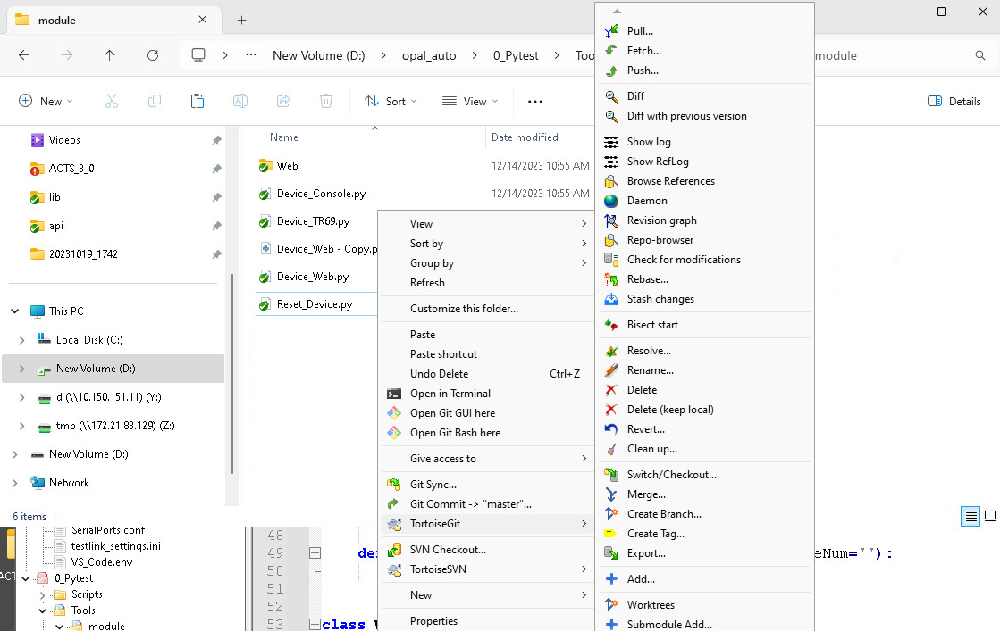 module
New Volume (D:) opal_auto 0_Pytest Too module
New Sort View Details
Videos
ACTS_3_0
lib
api
20231019_1742
This PC
Local Disk (C:)
New Volume (D:)
d (\\10.150.151.11) (Y:)
tmp (\\172.21.83.129) (Z:)
New Volume (D:)
Network
6 items
Name Date modified
Web 12/14/2023 10:55 AM
Device_Console.py 12/14/2023 10:55 AM
Device_TR69.py
Device_Web - Copy.p
Device_Web.py
Reset_Device.py
View
Sort by
Group by
Refresh
Customize this folder...
Paste
Paste shortcut
Undo Delete Ctrl+Z
Open in Terminal
Open Git GUI here
Open Git Bash here
Give access to
Git Sync...
Git Commit -> "master"...
TortoiseGit
SVN Checkout...
TortoiseSVN
New
Properties
Pull...
Fetch...
Push...
Diff
Diff with previous version
Show log
Show RefLog
Browse References
Daemon
Revision graph
Repo-browser
Check for modifications
Rebase...
Stash changes
Bisect start
Resolve...
Rename...
Delete
Delete (keep local)
Revert...
Clean up...
Switch/Checkout...
Merge...
Create Branch...
Create Tag...
Export...
Add...
Worktrees
Submodule Add...
SerialPorts.conf
testlink_settings.ini
VS_Code.env
0_Pytest
Scripts
Tools
module
ACT
48
49 de eNum=''):
50
51
52
53 class